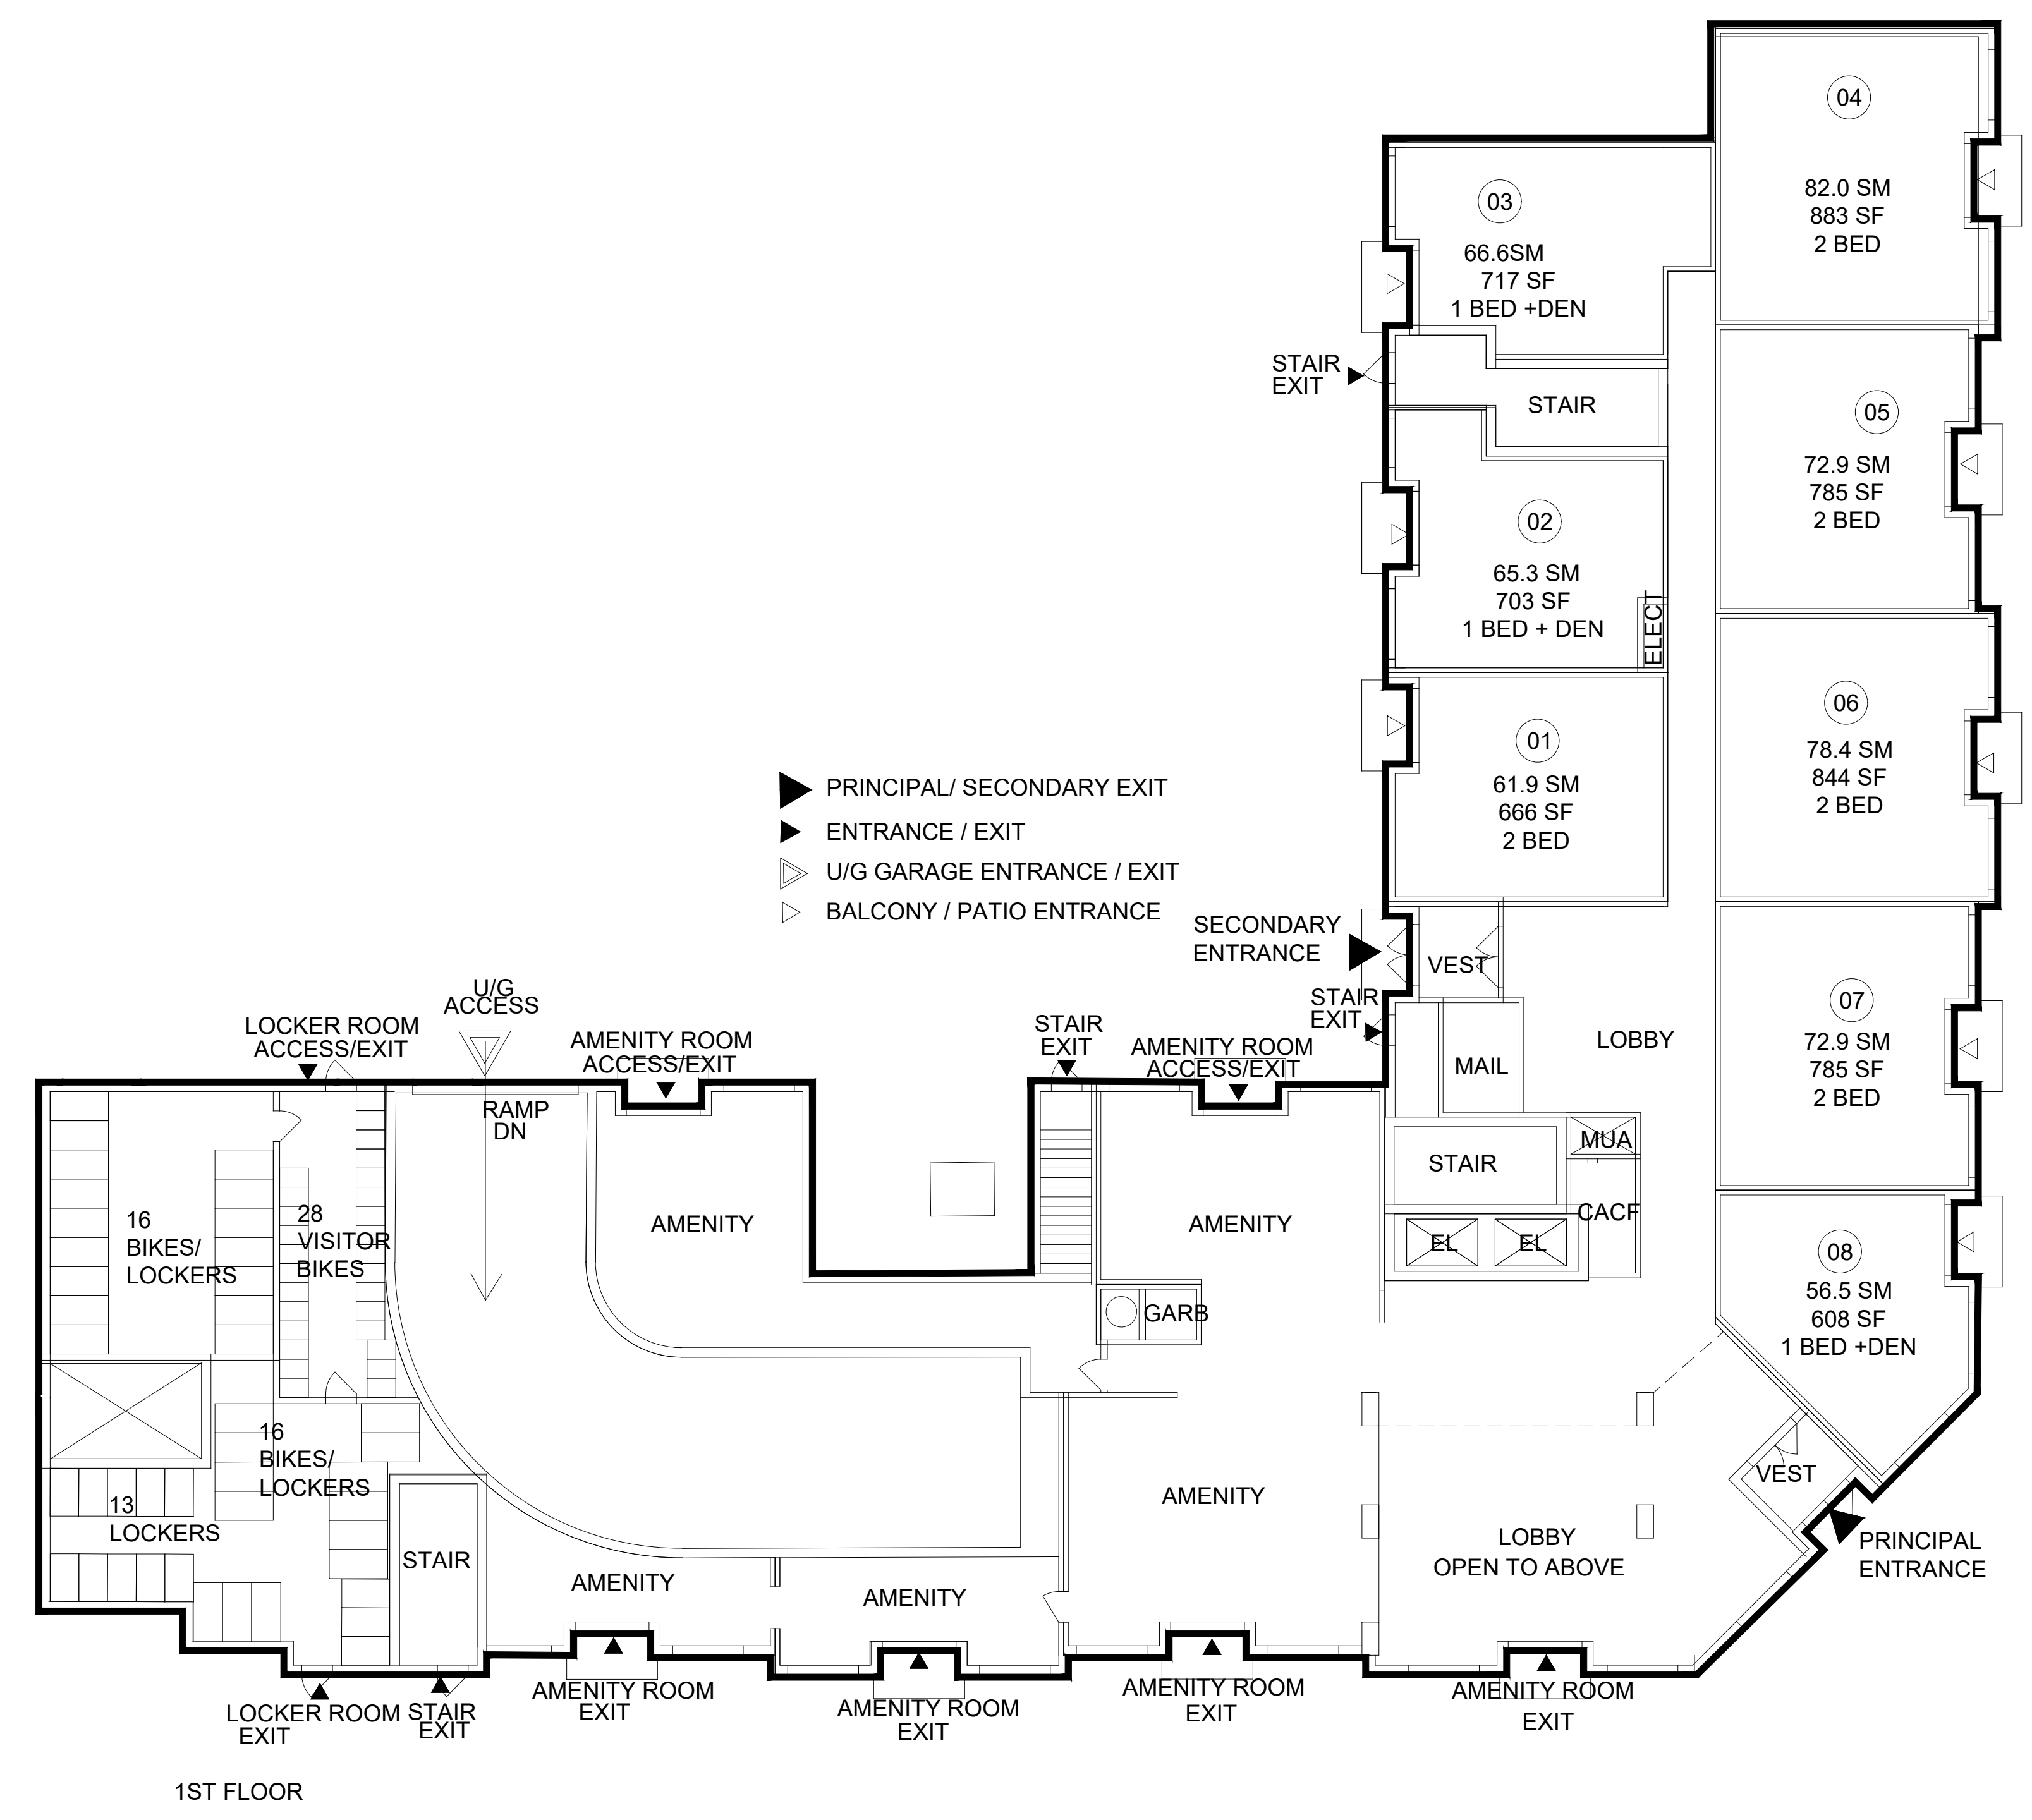 04
82.0 SM
883 SF
2 BED
03
66.6SM
717 SF
1 BED +DEN
STAIR
EXIT
STAIR
05
72.9 SM
785 SF
2 BED
02
65.3 SM
703 SF
1 BED + DEN
ELECT
01
61.9 SM
666 SF
2 BED
06
78.4 SM
844 SF
2 BED
PRINCIPAL/ SECONDARY EXIT
ENTRANCE / EXIT
U/G GARAGE ENTRANCE / EXIT
BALCONY / PATIO ENTRANCE
SECONDARY
ENTRANCE
VEST
STAIR
EXIT
LOBBY
MAIL
07
72.9 SM
785 SF
2 BED
U/G
ACCESS
LOCKER ROOM
ACCESS/EXIT
AMENITY ROOM
ACCESS/EXIT
STAIR
EXIT
AMENITY ROOM
ACCESS/EXIT
RAMP
DN
MUA
STAIR
CACF
EL
EL
16
BIKES/
LOCKERS
28
VISITOR
BIKES
AMENITY
AMENITY
GARB
08
56.5 SM
608 SF
1 BED +DEN
16
BIKES/
LOCKERS
13
LOCKERS
STAIR
AMENITY
AMENITY
AMENITY
LOBBY
OPEN TO ABOVE
VEST
PRINCIPAL
ENTRANCE
LOCKER ROOM
EXIT
STAIR
EXIT
AMENITY ROOM
EXIT
AMENITY ROOM
EXIT
AMENITY ROOM
EXIT
AMENITY ROOM
EXIT
1ST FLOOR